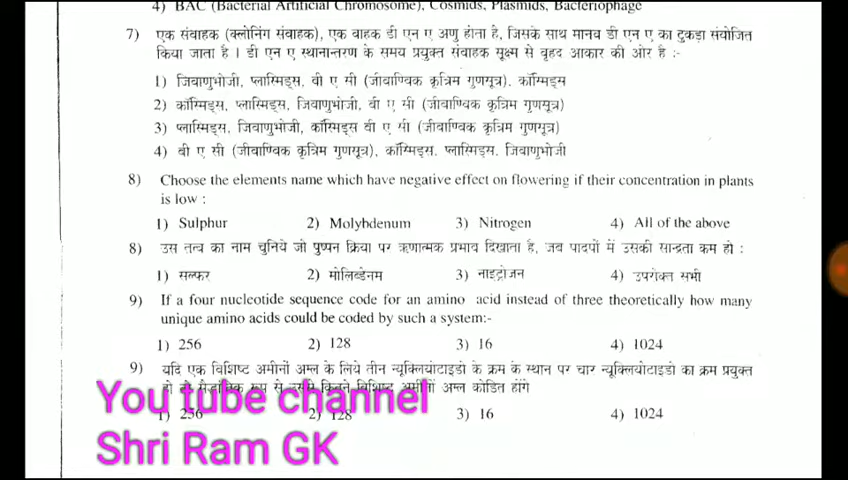 4) BAC (Bacterial Artificial Chromosome), Cosmids, Plasmids, Bacteriophage
7) एक संवाहक (क्लोनिंग संवाहक), एक वाहक डी एन ए अणु होता है, जिसके साथ मानव डी एन ए का टुकड़ा संयोजित
किया जाता है । डी एन ए स्थानान्तरण के समय प्रयुक्त संवाहक सूक्ष्म से वृहद आकार की ओर है :-
1) जिवाणुभोजी, प्लास्मिड्स, वी ए सी (जीवाण्विक कृत्रिम गुणसूत्र). कॉस्मिड्स
2) कॉस्मिड्स, प्लास्मिड्स, जिवाणुभोजी, वी ए सी (जीवाण्विक कृत्रिम गुणसूत्र)
3) प्लास्मिड्स, जिवाणुभोजी, कॉस्मिड्स वी ए सी (जीवाण्विक कृत्रिम गुणसूत्र)
4) बी ए सी (जीवाण्विक कृत्रिम गुणसूत्र), कॉस्मिड्स. प्लास्मिड्स. जिवाणुभोजी
8) Choose the elements name which have negative effect on flowering if their concentration in plants
is low :
1) Sulphur 2) Molybdenum 3) Nitrogen 4) All of the above
8) उस तत्व का नाम चुनिये जो पुष्पन क्रिया पर ऋणात्मक प्रभाव दिखाता है, जब पादपों में उसकी सान्द्रता कम हो :
1) सल्फर 2) मोलिब्डेनम 3) नाइट्रोजन 4) उपरोक्त सभी
9) If a four nucleotide sequence code for an amino acid instead of three theoretically how many
unique amino acids could be coded by such a system:-
1) 256 2) 128 3) 16 4) 1024
9) यदि एक विशिष्ट अमीनों अम्ल के लिये तीन न्यूक्लियोटाइडो के क्रम के स्थान पर चार न्यूक्लियोटाइडो का क्रम प्रयुक्त
हो तो सैद्धांतिक रूप से उसमें कितने विशिष्ट अमीनों अम्ल कोडित होंगे
1) 256 2) 128 3) 16 4) 1024
You tube channel
Shri Ram GK